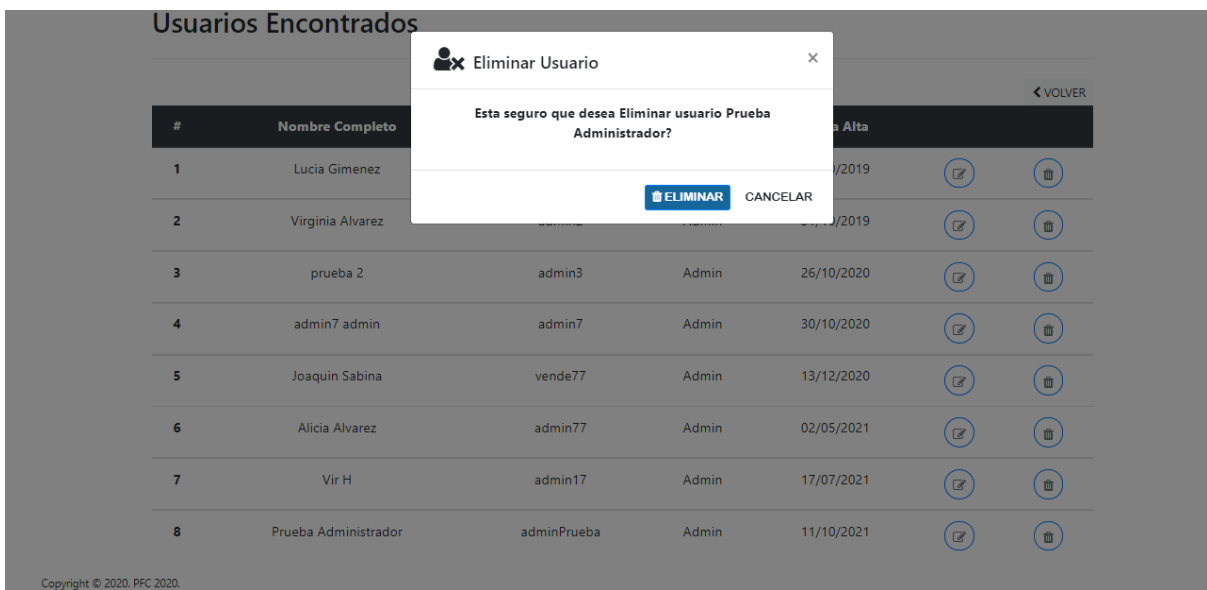 Usuarios Encontrados
Eliminar Usuario ×
VOLVER
Esta seguro que desea Eliminar usuario Prueba
Administrador?
# Nombre Completo Alta
ELIMINAR CANCELAR
1 Lucia Gimenez /2019
2 Virginia Alvarez Admin /2019
3 prueba 2 admin3 Admin 26/10/2020
4 admin7 admin admin7 Admin 30/10/2020
5 Joaquin Sabina vende77 Admin 13/12/2020
6 Alicia Alvarez admin77 Admin 02/05/2021
7 Vir H admin17 Admin 17/07/2021
8 Prueba Administrador adminPrueba Admin 11/10/2021
Copyright © 2020. PFC 2020.